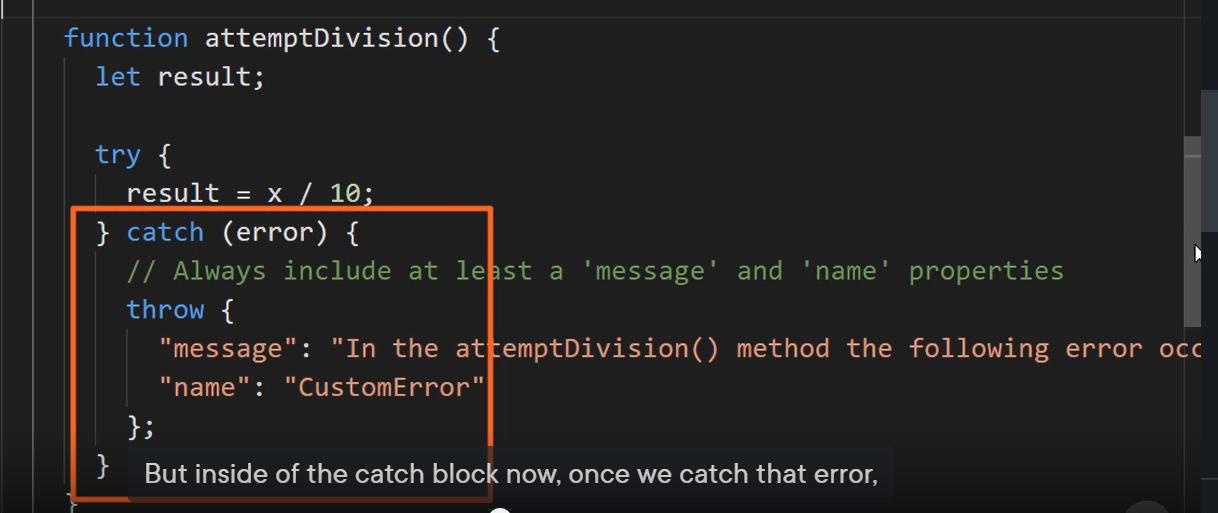 function attemptDivision() {
let result;
try {
result = x / 10;
} catch (error) {
// Always include at least a 'message' and 'name' properties
throw {
"message": "In the attemptDivision() method the following error occ
"name": "CustomError"
};
}
But inside of the catch block now, once we catch that error,
}